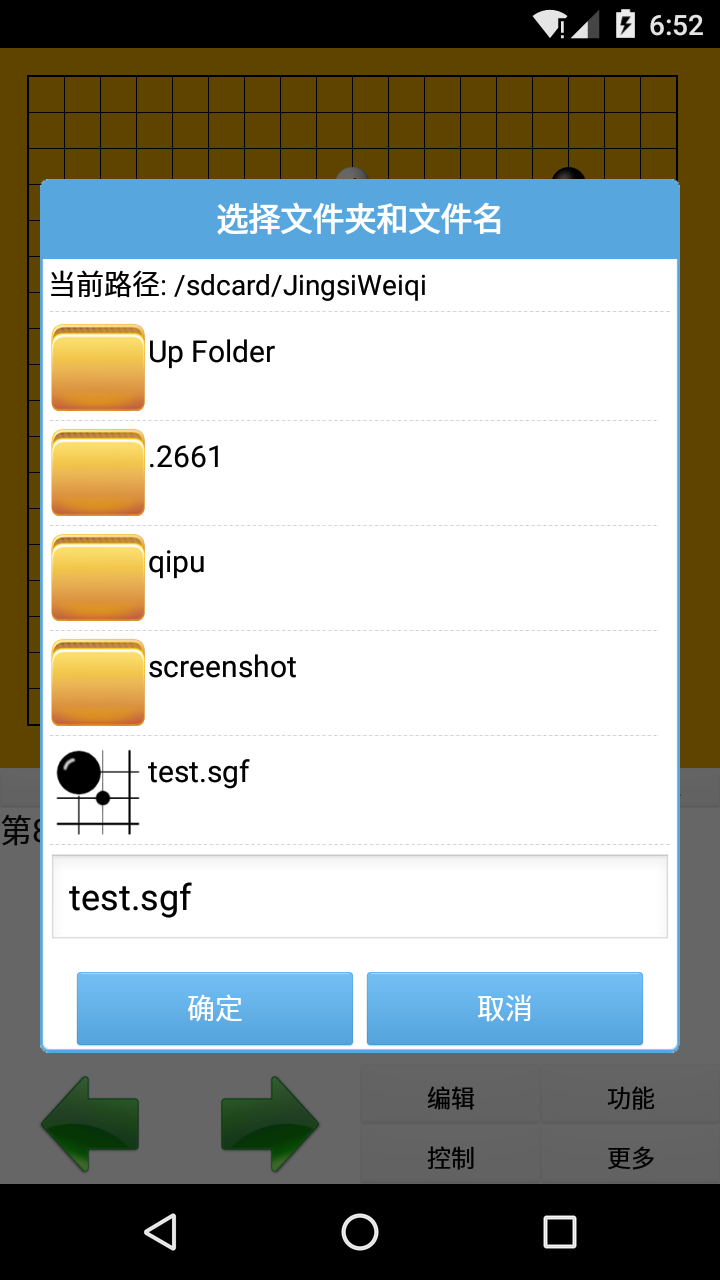 6:52
选择文件夹和文件名
当前路径: /sdcard/JingsiWeiqi
Up Folder
.2661
qipu
screenshot
test.sgf
第8
test.sgf
确定 取消
编辑 功能
控制 更多